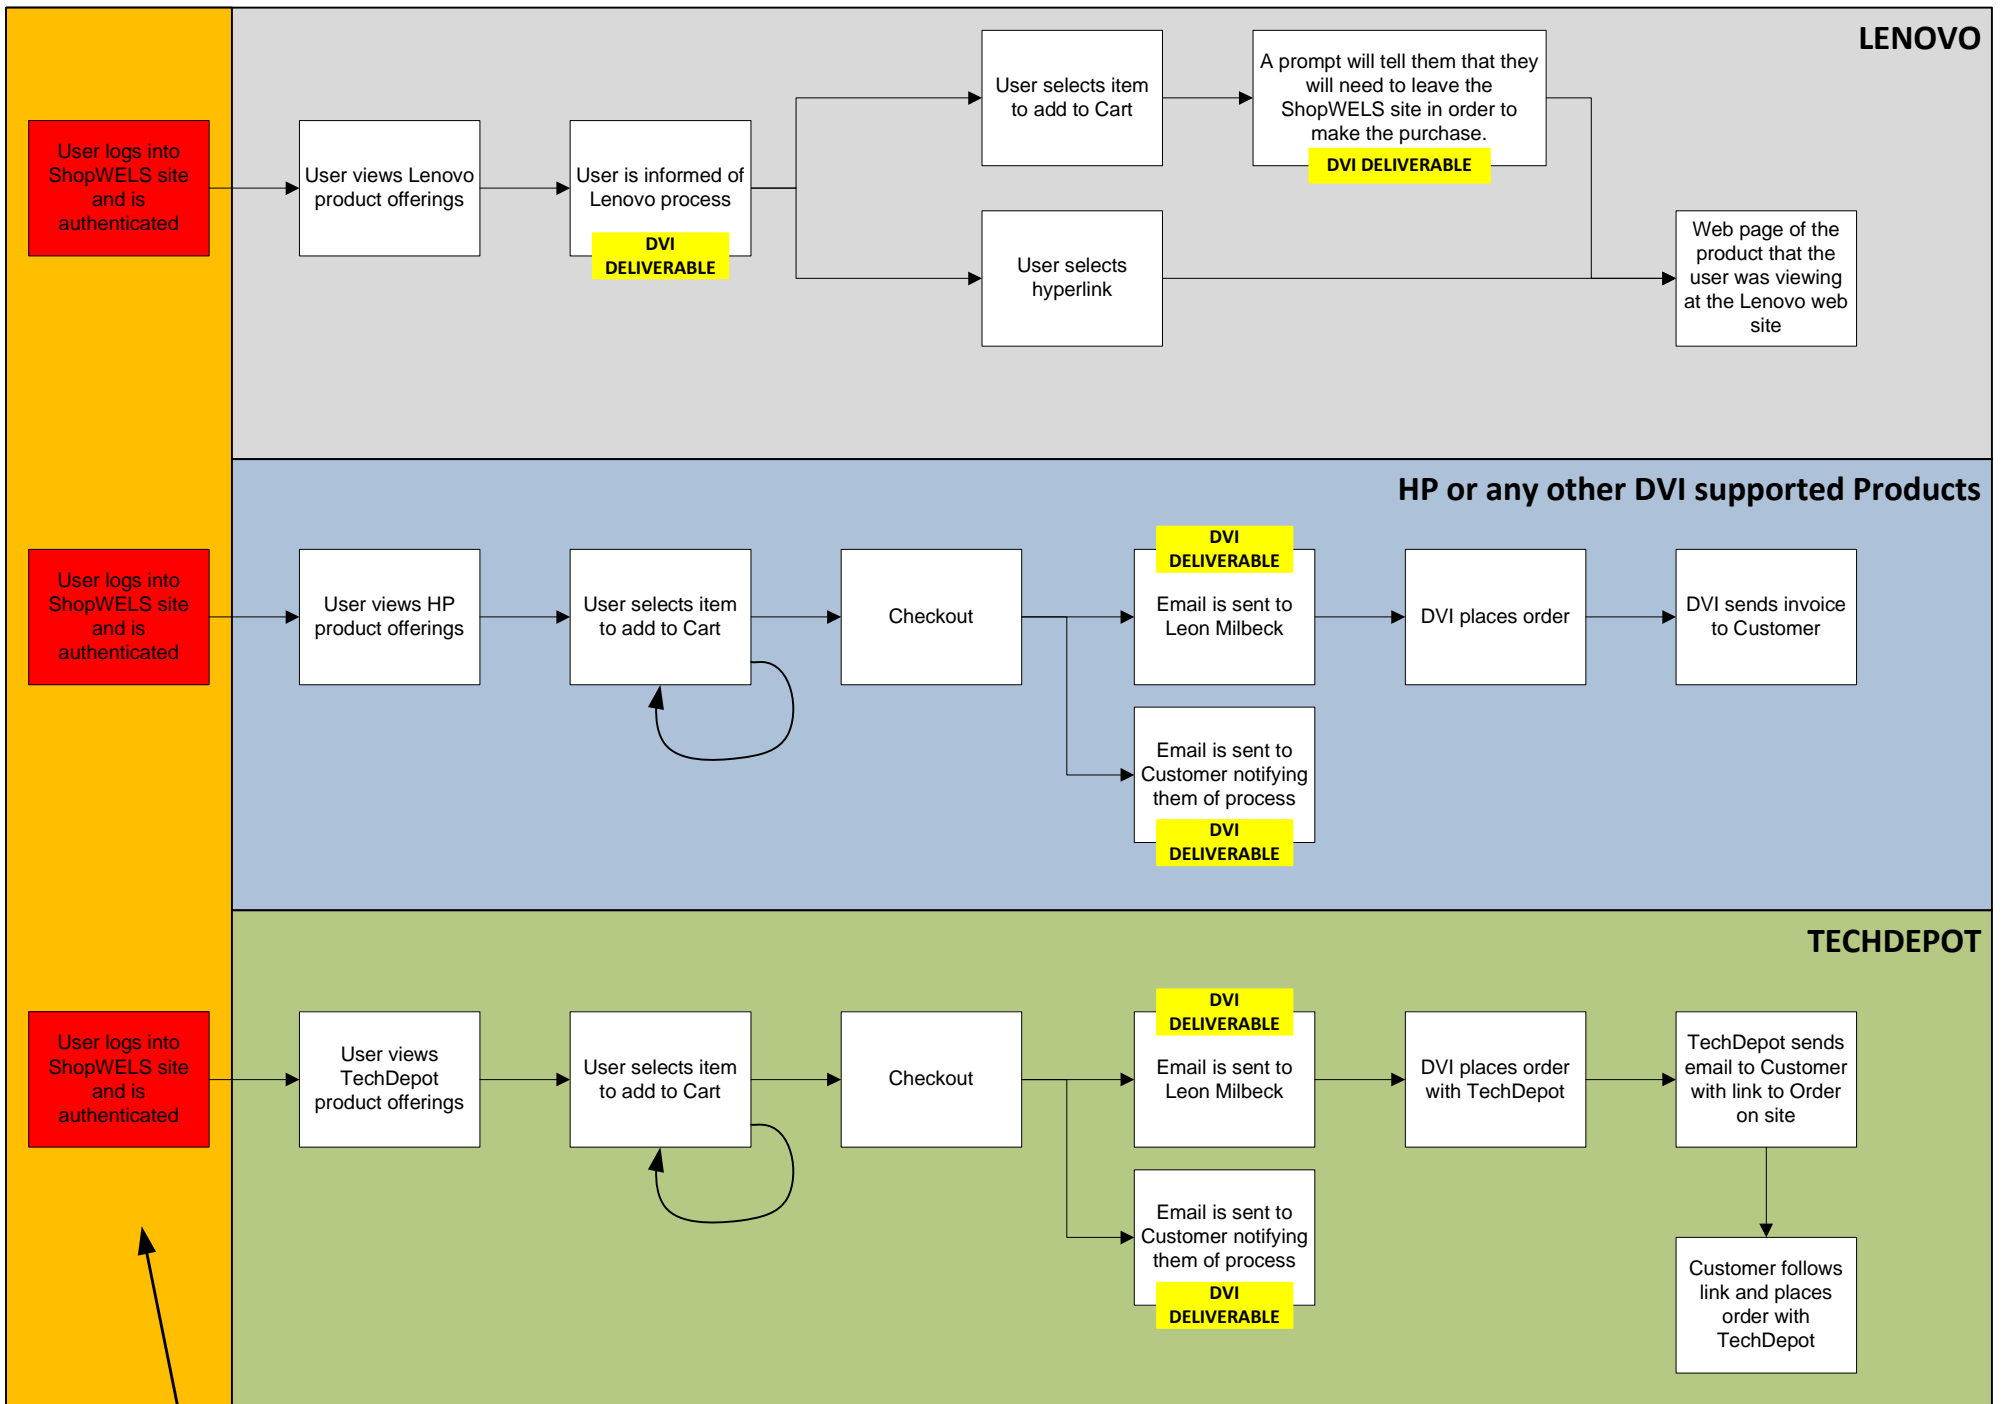 LENOVO
User logs into
ShopWELS site
and is
authenticated
User views Lenovo
product offerings
User is informed of
Lenovo process
DVI
DELIVERABLE
User selects item
to add to Cart
A prompt will tell them that they
will need to leave the
ShopWELS site in order to
make the purchase.
DVI DELIVERABLE
User selects
hyperlink
Web page of the
product that the
user was viewing
at the Lenovo web
site
HP or any other DVI supported Products
User logs into
ShopWELS site
and is
authenticated
User views HP
product offerings
User selects item
to add to Cart
Checkout
DVI
DELIVERABLE
Email is sent to
Leon Milbeck
DVI places order
DVI sends invoice
to Customer
Email is sent to
Customer notifying
them of process
DVI
DELIVERABLE
TECHDEPOT
User logs into
ShopWELS site
and is
authenticated
User views
TechDepot
product offerings
User selects item
to add to Cart
Checkout
DVI
DELIVERABLE
Email is sent to
Leon Milbeck
DVI places order
with TechDepot
TechDepot sends
email to Customer
with link to Order
on site
Email is sent to
Customer notifying
them of process
DVI
DELIVERABLE
Customer follows
link and places
order with
TechDepot